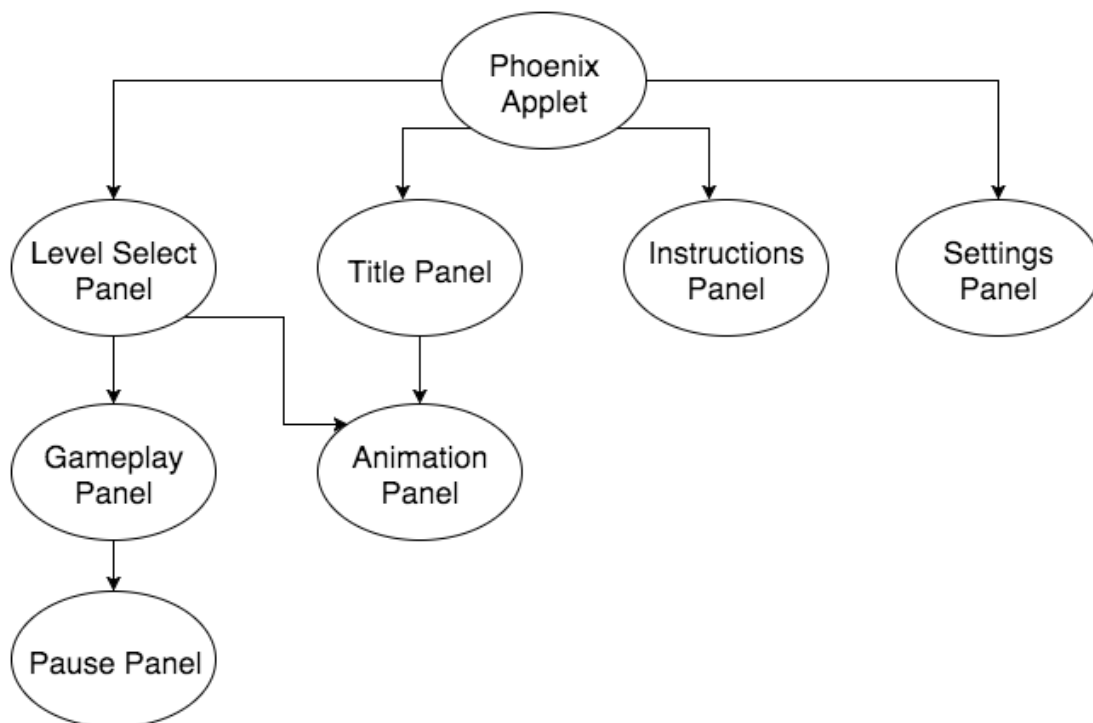 Phoenix
Applet
Level Select
Panel
Title Panel
Instructions
Panel
Settings
Panel
Gameplay
Panel
Animation
Panel
Pause Panel